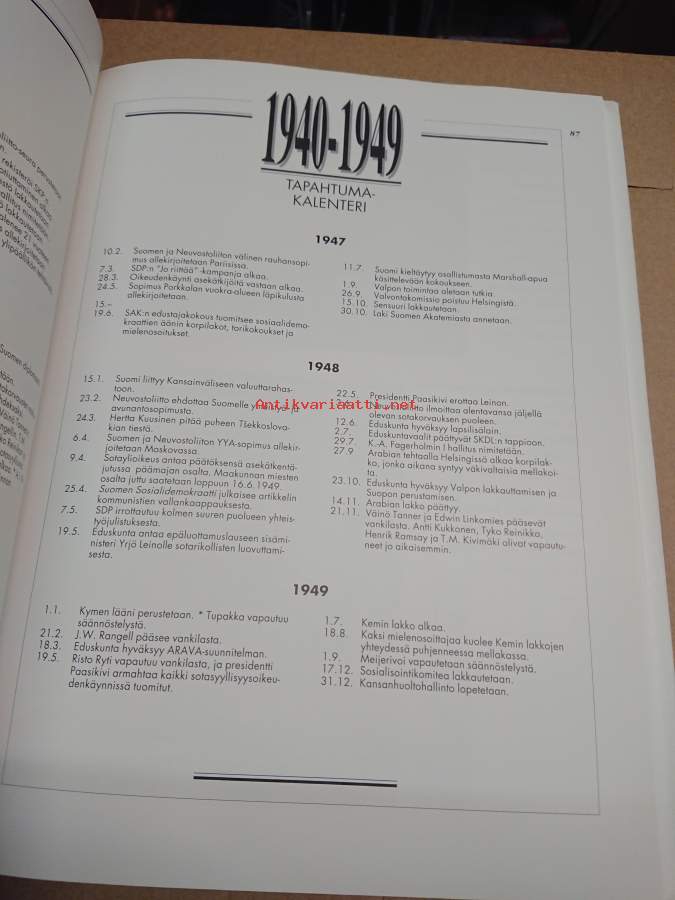 87
1940-1949
TAPAHTUMA-
KALENTERI
1947
10.2. Suomen ja Neuvostoliiton välinen rauhansopi-
mus allekirjoitetaan Pariisissa.
7.3. SDP:n "Jo riittää"-kampanja alkaa.
28.3. Oikeudenkäynti asekätkijöitä vastaan alkaa.
24.5. Sopimus Porkkalan vuokra-alueen läpikulusta
allekirjoitetaan.
15.–
19.6. SAK:n edustajakokous tuomitsee sosiaalidemo-
kraattien äänin korpilakot, torikokoukset ja
mielenosoitukset.
11.7. Suomi kieltäytyy osallistumasta Marshall-apua
käsittelevään kokoukseen.
1.9. Valpon toimintaa aletaan tutkia.
26.9. Valvontakomissio poistuu Helsingistä.
15.10. Sensuuri lakkautetaan.
30.10. Laki Suomen Akatemiasta annetaan.
1948
15.1. Suomi liittyy Kansainväliseen valuuttarahas-
toon.
23.2. Neuvostoliitto ehdottaa Suomelle ystävyys- ja
avunantosopimusta.
24.3. Hertta Kuusinen pitää puheen Tšekkoslova-
kian tiestä.
6.4. Suomen ja Neuvostoliiton YYA-sopimus allekir-
joitetaan Moskovassa.
9.4. Sotaylioikeus antaa päätöksensä asekätkentä-
jutussa päämajan osalta. Maakunnan miesten
osalta juttu saatetaan loppuun 16.6.1949.
25.4. Suomen Sosialidemokraatti julkaisee artikkelin
kommunistien vallankaappauksesta.
7.5. SDP irrottautuu kolmen suuren puolueen yhteis-
työjulistuksesta.
19.5. Eduskunta antaa epäluottamuslauseen sisämi-
nisteri Yrjö Leinolle sotarikollisten luovuttami-
sesta.
22.5. Presidentti Paasikivi erottaa Leinon.
Neuvostoliitto ilmoittaa alentavansa jäljellä
olevan sotakorvauksen puoleen.
12.6. Eduskunta hyväksyy lapsilisälain.
2.7. Eduskuntavaalit päättyvät SKDL:n tappioon.
29.7. K.-A. Fagerholmin I hallitus nimitetään.
27.9 Arabian tehtaalla Helsingissä alkaa korpilak-
ko, jonka aikana syntyy väkivaltaisia mellakoi-
ta.
23.10. Eduskunta hyväksyy Valpon lakkauttamisen ja
Suopon perustamisen.
14.11. Arabian lakko päättyy.
21.11. Väinö Tanner ja Edwin Linkomies pääsevät
vankilasta. Antti Kukkonen, Tyko Reinikka,
Henrik Ramsay ja T.M. Kivimäki olivat vapautu-
neet jo aikaisemmin.
Antikvariaatti.net
1949
1.1. Kymen lääni perustetaan. * Tupakka vapautuu
säännöstelystä.
21.2. J.W. Rangell pääsee vankilasta.
18.3. Eduskunta hyväksyy ARAVA-suunnitelman.
19.5. Risto Ryti vapautuu vankilasta, ja presidentti
Paasikivi armahtaa kaikki sotasyyllisyysoikeu-
denkäynnissä tuomitut.
1.7. Kemin lakko alkaa.
18.8. Kaksi mielenosoittajaa kuolee Kemin lakkojen
yhteydessä puhjenneessa mellakassa.
1.9. Meijerivoi vapautetaan säännöstelystä.
17.12. Sosialisointikomitea lakkautetaan.
31.12. Kansanhuoltohallinto lopetetaan.